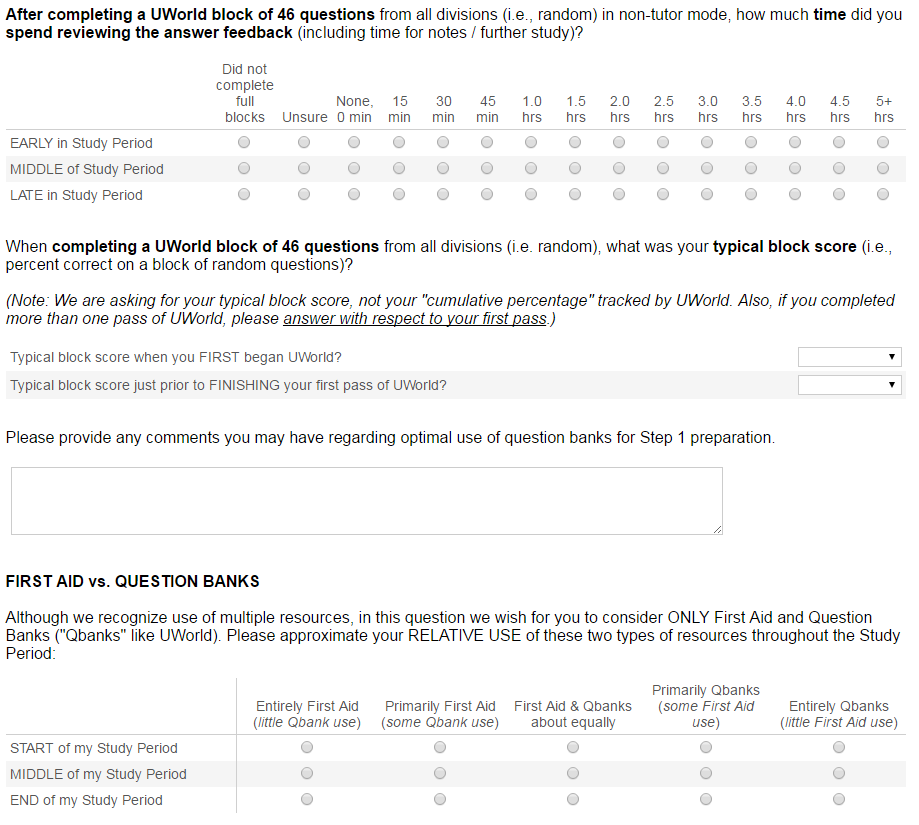 After completing a UWorld block of 46 questions from all divisions (i.e., random) in non-tutor mode, how much time did you
spend reviewing the answer feedback (including time for notes / further study)?
Did not
complete
full
blocks
Unsure
None,
0 min
15
min
30
min
45
min
1.0
hrs
1.5
hrs
2.0
hrs
2.5
hrs
3.0
hrs
3.5
hrs
4.0
hrs
4.5
hrs
5+
hrs
EARLY in Study Period
MIDDLE of Study Period
LATE in Study Period
When completing a UWorld block of 46 questions from all divisions (i.e. random), what was your typical block score (i.e.,
percent correct on a block of random questions)?
(Note: We are asking for your typical block score, not your "cumulative percentage" tracked by UWorld. Also, if you completed
more than one pass of UWorld, please answer with respect to your first pass.)
Typical block score when you FIRST began UWorld?
Typical block score just prior to FINISHING your first pass of UWorld?
Please provide any comments you may have regarding optimal use of question banks for Step 1 preparation.
FIRST AID vs. QUESTION BANKS
Although we recognize use of multiple resources, in this question we wish for you to consider ONLY First Aid and Question
Banks ("Qbanks" like UWorld). Please approximate your RELATIVE USE of these two types of resources throughout the Study
Period:
Entirely First Aid
(little Qbank use)
Primarily First Aid
(some Qbank use)
First Aid & Qbanks
about equally
Primarily Qbanks
(some First Aid
use)
Entirely Qbanks
(little First Aid use)
START of my Study Period
MIDDLE of my Study Period
END of my Study Period